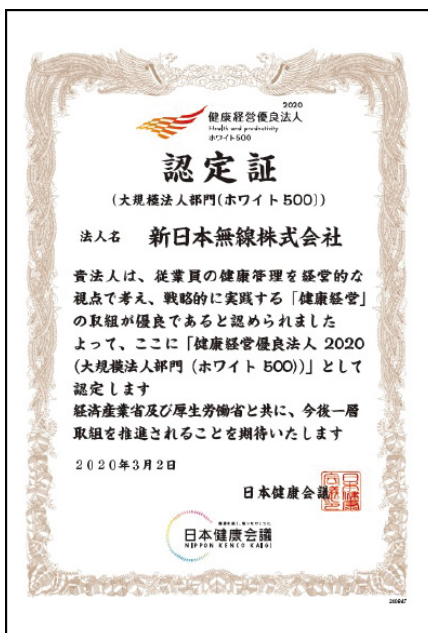 2020
健康経営優良法人
Health and productivity
ホワイト500
認定証
(大規模法人部門(ホワイト500))
法人名 新日本無線株式会社
貴法人は、従業員の健康管理を経営的な
視点で考え、戦略的に実践する「健康経営」
の取組が優良であると認められました
よって、ここに「健康経営優良法人 2020
(大規模法人部門(ホワイト 500))」として
認定します
経済産業省及び厚生労働省と共に、今後一層
取組を推進されることを期待いたします
2020年3月2日
日本健康会議
日本健康会議
NIPPON KENCO KAIGI